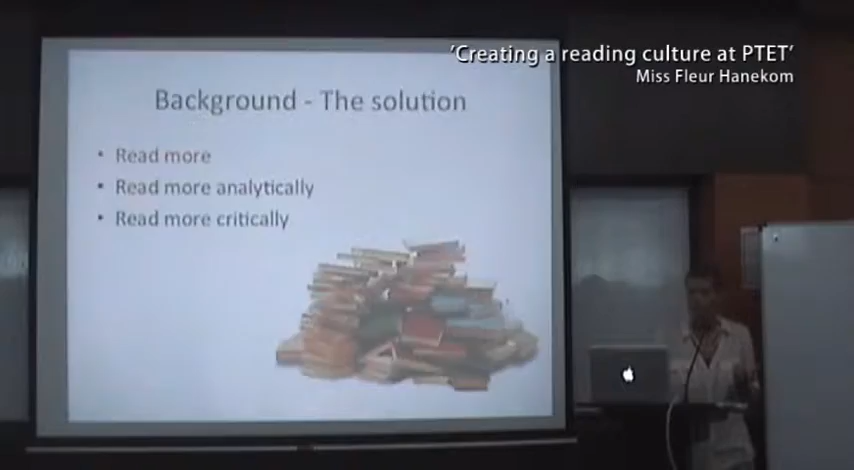 'Creating a reading culture at PTET'
Miss Fleur Hanekom
Background - The solution
• Read more
• Read more analytically
• Read more critically